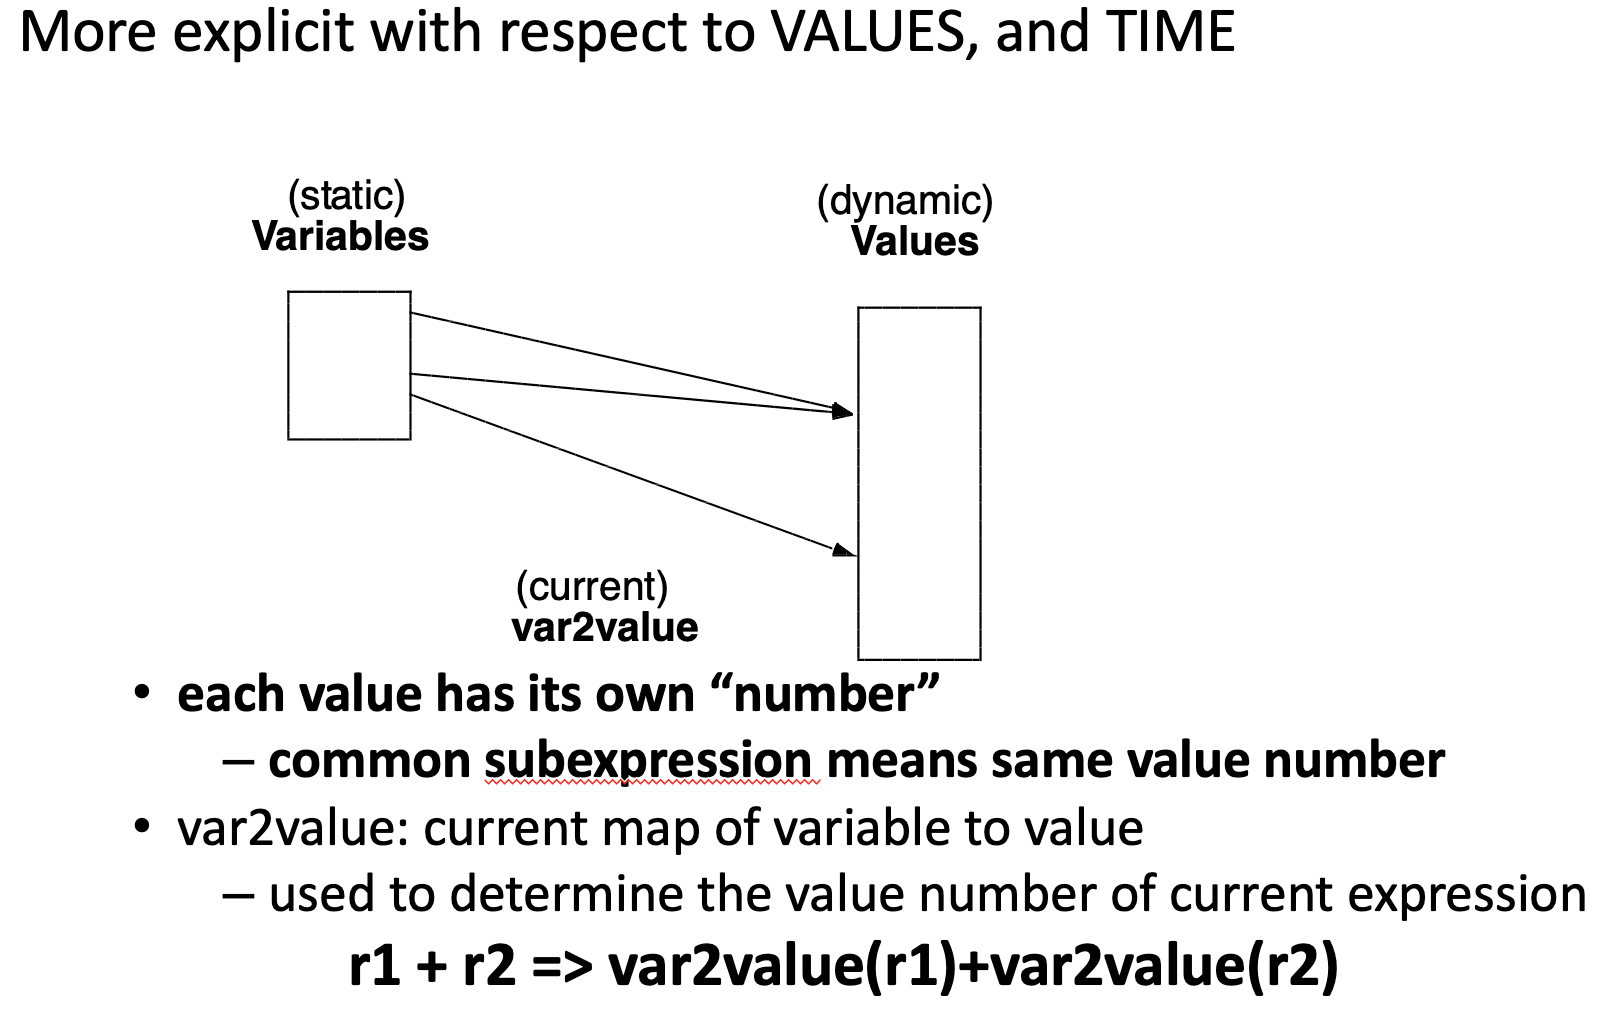 More explicit with respect to VALUES, and TIME
(static)
Variables
(dynamic)
Values
(current)
var2value
• each value has its own “number”
– common subexpression means same value number
• var2value: current map of variable to value
– used to determine the value number of current expression
r1 + r2 => var2value(r1)+var2value(r2)